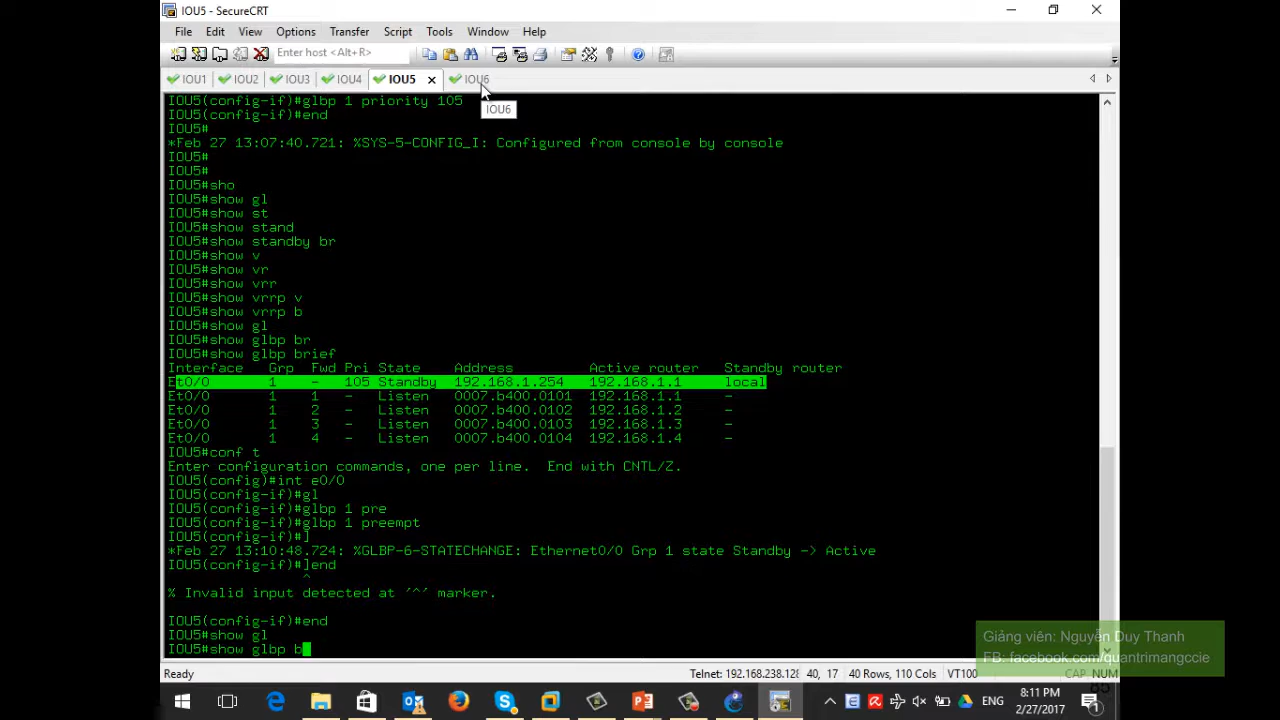 IOU5 - SecureCRT
File Edit View Options Transfer Script Tools Window Help
Enter host <Alt+R>
IOU1 IOU2 IOU3 IOU4 IOU5 IOU6
IOU6
IOU5(config-if)#glbp 1 priority 105
IOU5(config-if)#end
IOU5#
*Feb 27 13:07:40.721: %SYS-5-CONFIG_I: Configured from console by console
IOU5#
IOU5#
IOU5#sho
IOU5#show gl
IOU5#show st
IOU5#show stand
IOU5#show standby br
IOU5#show v
IOU5#show vr
IOU5#show vrr
IOU5#show vrrp v
IOU5#show vrrp b
IOU5#show gl
IOU5#show glbp br
IOU5#show glbp brief
Interface Grp Fwd Pri State Address Active router Standby router
Et0/0 1 - 105 Standby 192.168.1.254 192.168.1.1 local
Et0/0 1 1 - Listen 0007.b400.0101 192.168.1.1 -
Et0/0 1 2 - Listen 0007.b400.0102 192.168.1.2 -
Et0/0 1 3 - Listen 0007.b400.0103 192.168.1.3 -
Et0/0 1 4 - Listen 0007.b400.0104 192.168.1.4 -
IOU5#conf t
Enter configuration commands, one per line. End with CNTL/Z.
IOU5(config)#int e0/0
IOU5(config-if)#gl
IOU5(config-if)#glbp 1 pre
IOU5(config-if)#glbp 1 preempt
IOU5(config-if)#]
*Feb 27 13:10:48.724: %GLBP-6-STATECHANGE: Ethernet0/0 Grp 1 state Standby -> Active
IOU5(config-if)#]end
^
% Invalid input detected at '^' marker.
IOU5(config-if)#end
IOU5#show gl
IOU5#show glbp b
Giảng viên: Nguyễn Duy Thanh
FB: facebook.com/quantrimangccie
Ready Telnet: 192.168.238.128 40, 17 40 Rows, 110 Cols VT100 CAP NUM
ENG 8:11 PM
2/27/2017